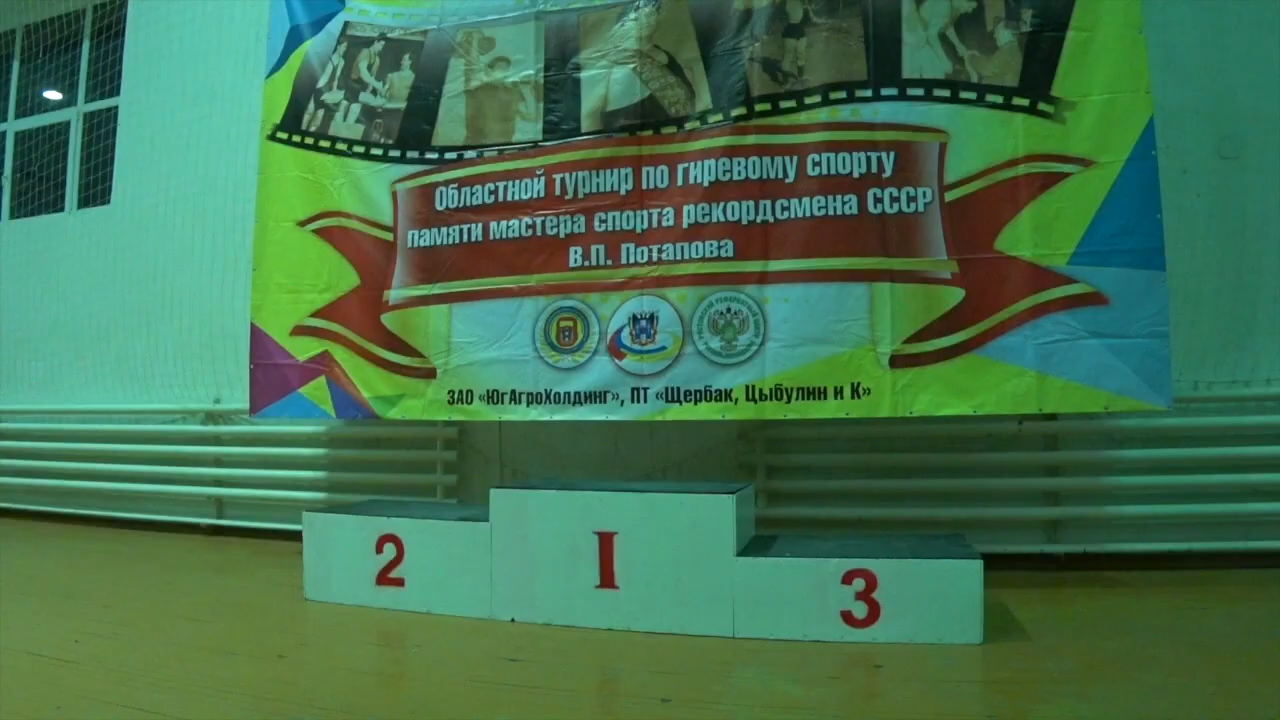 Областной турнир по гиревому спорту
памяти мастера спорта рекордсмена СССР
В.П. Потапова
ЗАО «ЮгАгроХолдинг», ПТ «Щербак, Цыбулин и К»
2
I
3